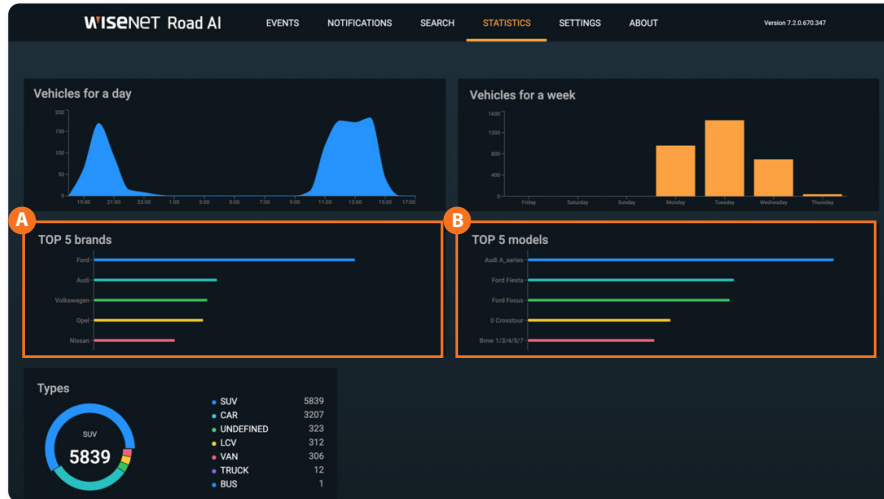 WISENET Road AI EVENTS NOTIFICATIONS SEARCH STATISTICS SETTINGS ABOUT Version 7.2.0.670.347
Vehicles for a day
200
150
100
50
0
19:00 21:00 23:00 1:00 3:00 5:00 7:00 9:00 11:00 13:00 15:00 17:00
Vehicles for a week
1400
1200
800
400
0
Friday Saturday Sunday Monday Tuesday Wednesday Thursday
A
TOP 5 brands
Ford
Audi
Volkswagen
Opel
Nissan
B
TOP 5 models
Audi A_series
Ford Fiesta
Ford Focus
0 Crosstour
Bmw 1/3/4/5/7
Types
SUV
5839
SUV 5839
CAR 3207
UNDEFINED 323
LCV 312
VAN 306
TRUCK 12
BUS 1